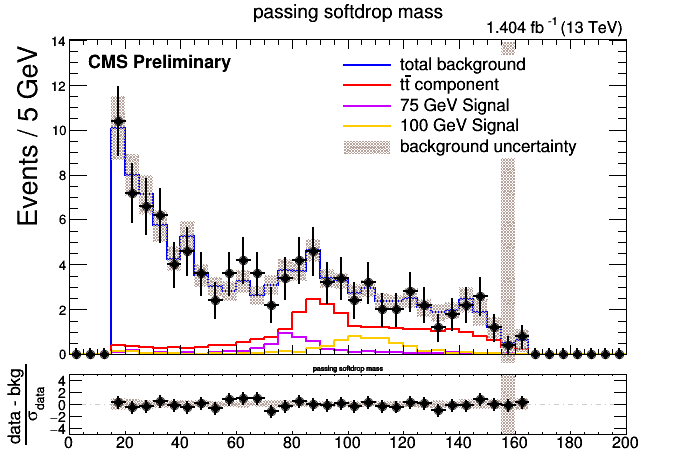 passing softdrop mass
1.404 fb⁻¹ (13 TeV)
CMS Preliminary
total background
tt̄ component
75 GeV Signal
100 GeV Signal
background uncertainty
Events / 5 GeV
14
12
10
8
6
4
2
0
passing softdrop mass
data - bkg
σ data
4
2
0
−2
−4
0 20 40 60 80 100 120 140 160 180 200